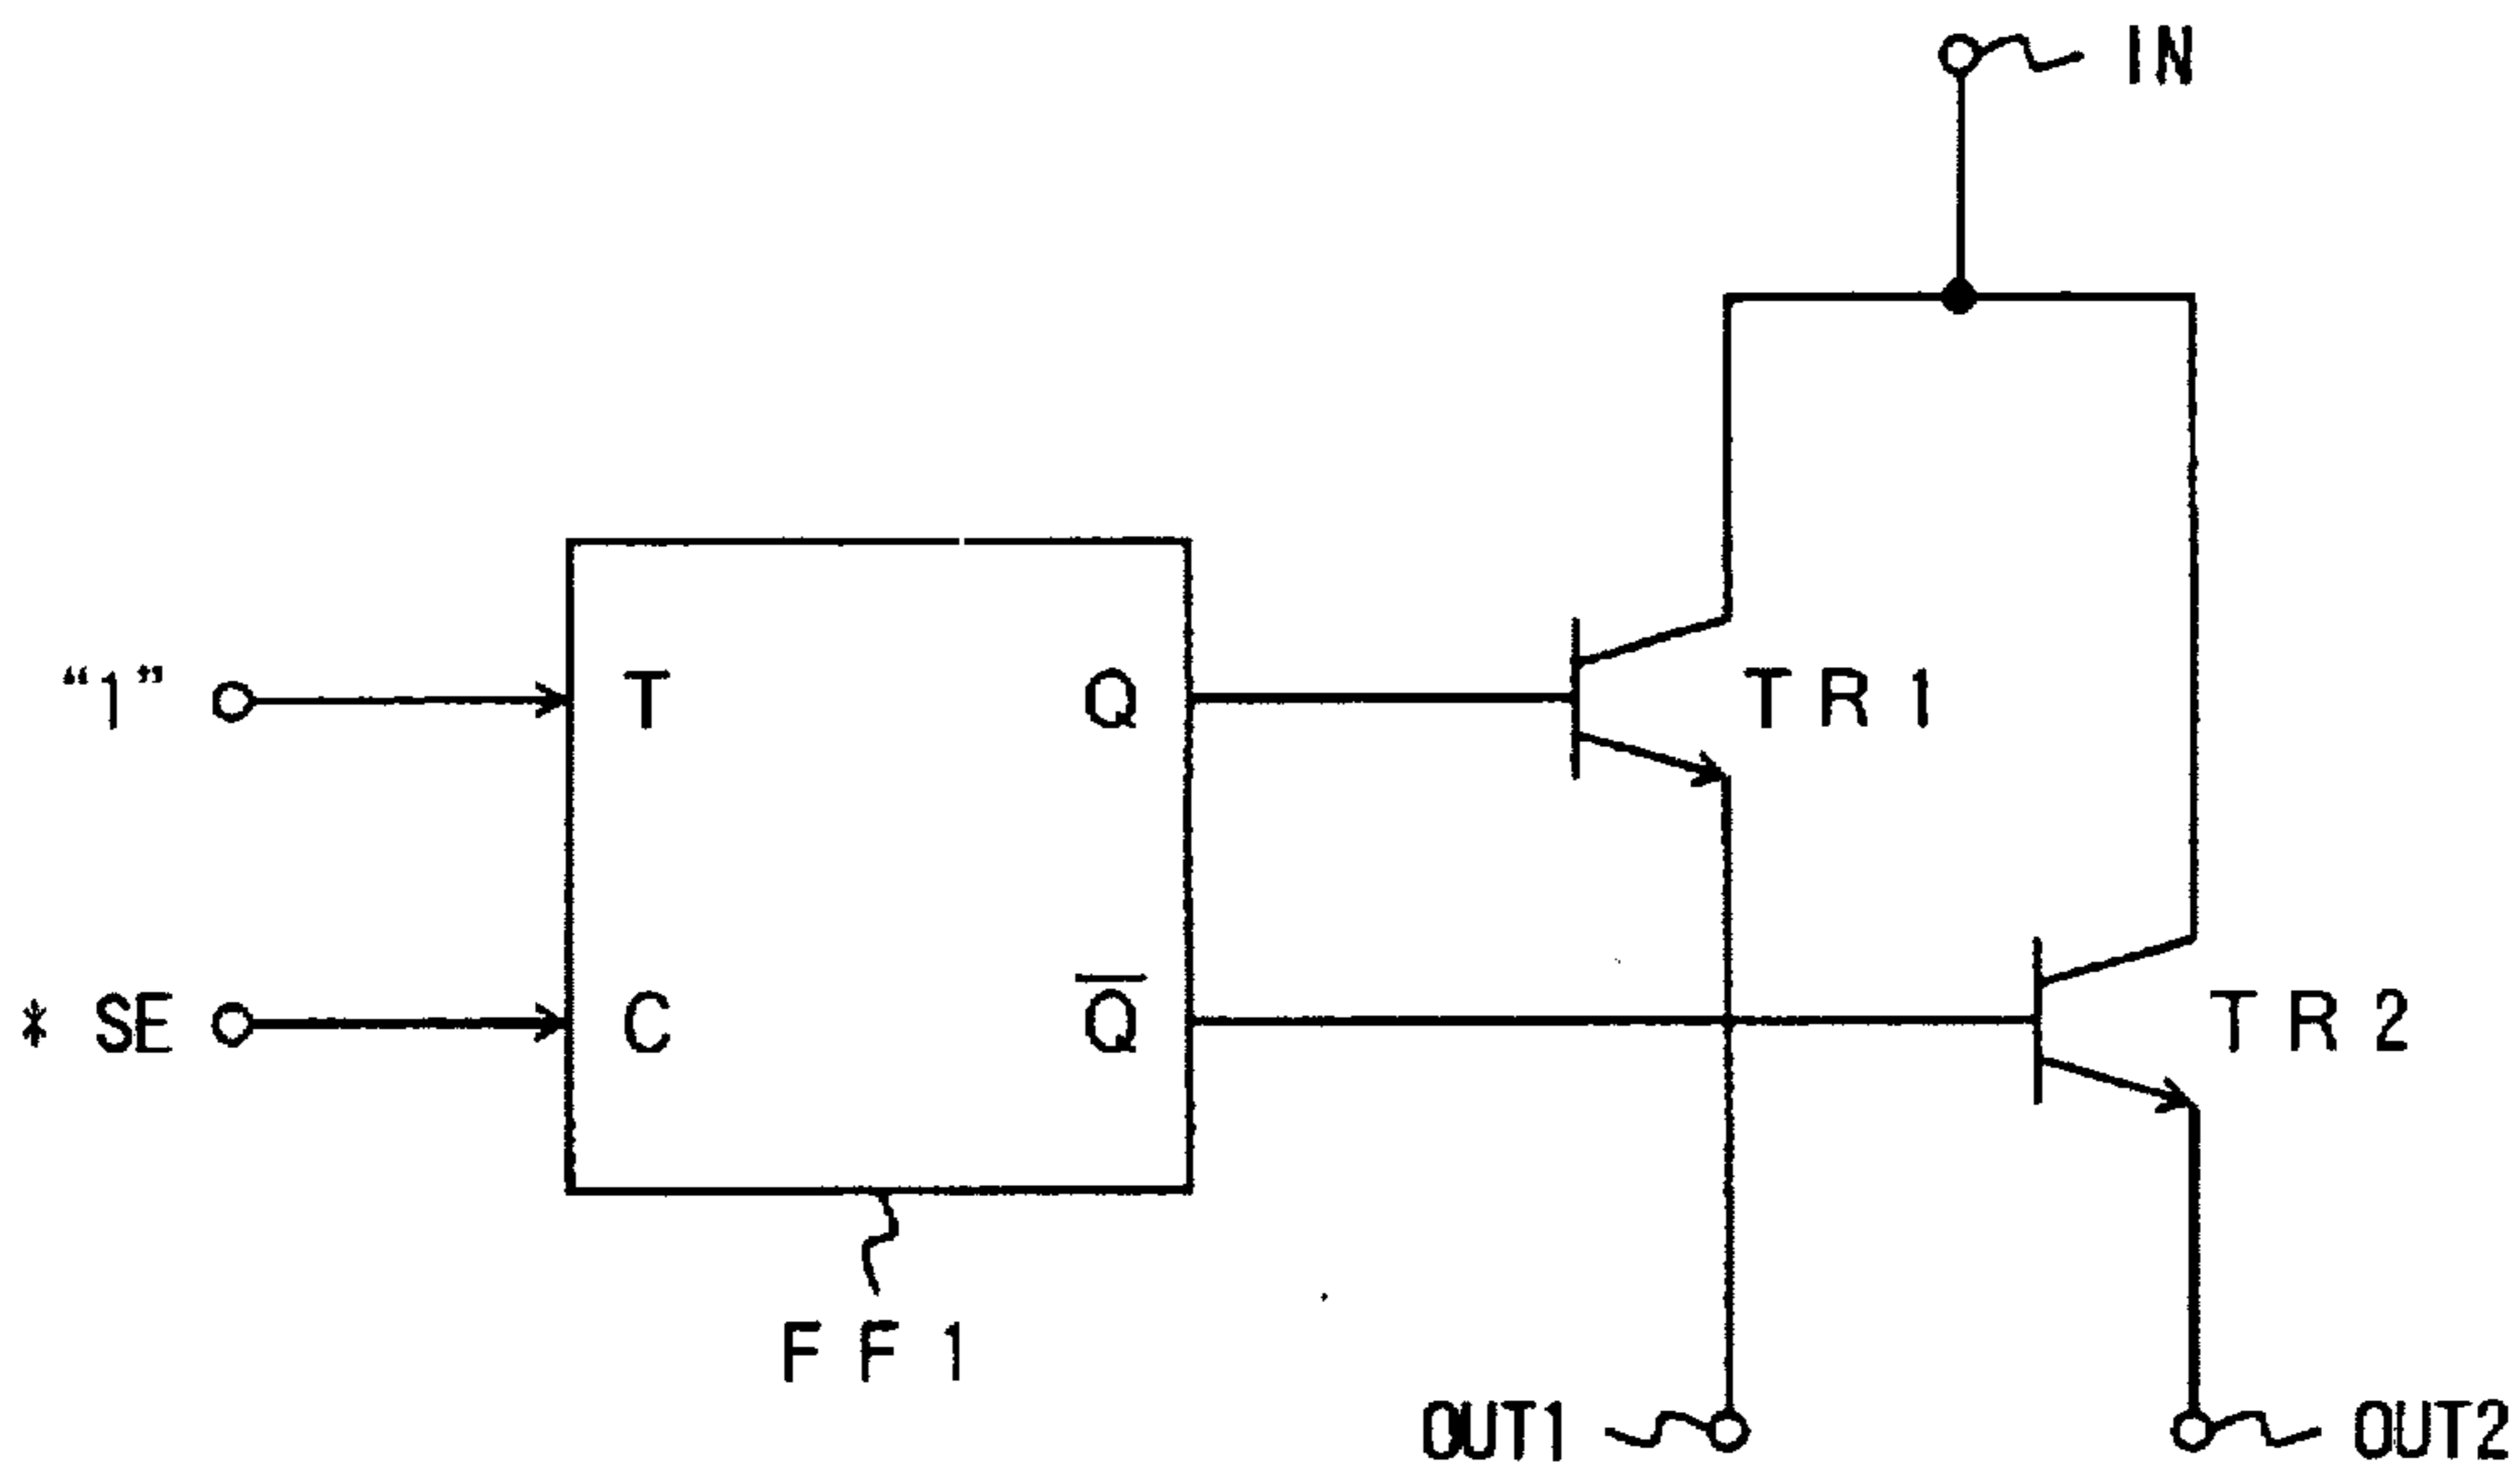 IN
“1”
T
Q
TR1
* SE
C
Q̅
TR2
FF1
OUT1
OUT2